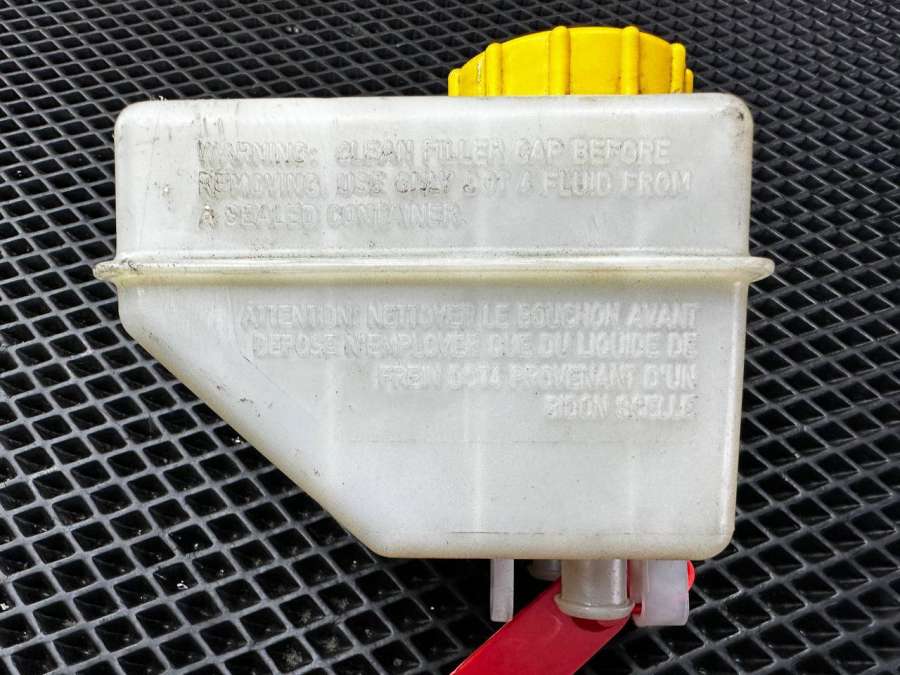 WARNING: CLEAN FILLER CAP BEFORE
REMOVING. USE ONLY DOT 4 FLUID FROM
A SEALED CONTAINER.
ATTENTION! NETTOYER LE BOUCHON AVANT
DEPOSE N'EMPLOYER QUE DU LIQUIDE DE
FREIN DOT4 PROVENANT D'UN
BIDON SCELLE